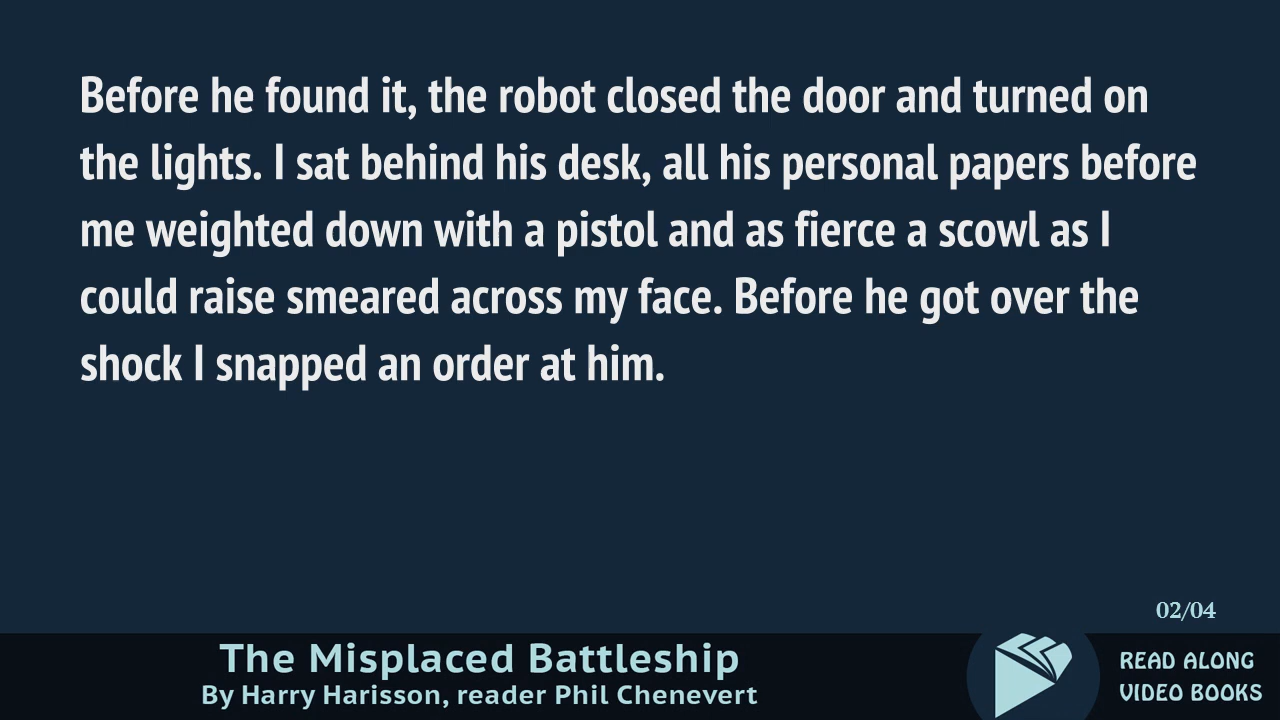 Before he found it, the robot closed the door and turned on
the lights. I sat behind his desk, all his personal papers before
me weighted down with a pistol and as fierce a scowl as I
could raise smeared across my face. Before he got over the
shock I snapped an order at him.
02/04
The Misplaced Battleship
By Harry Harisson, reader Phil Chenevert
READ ALONG
VIDEO BOOKS